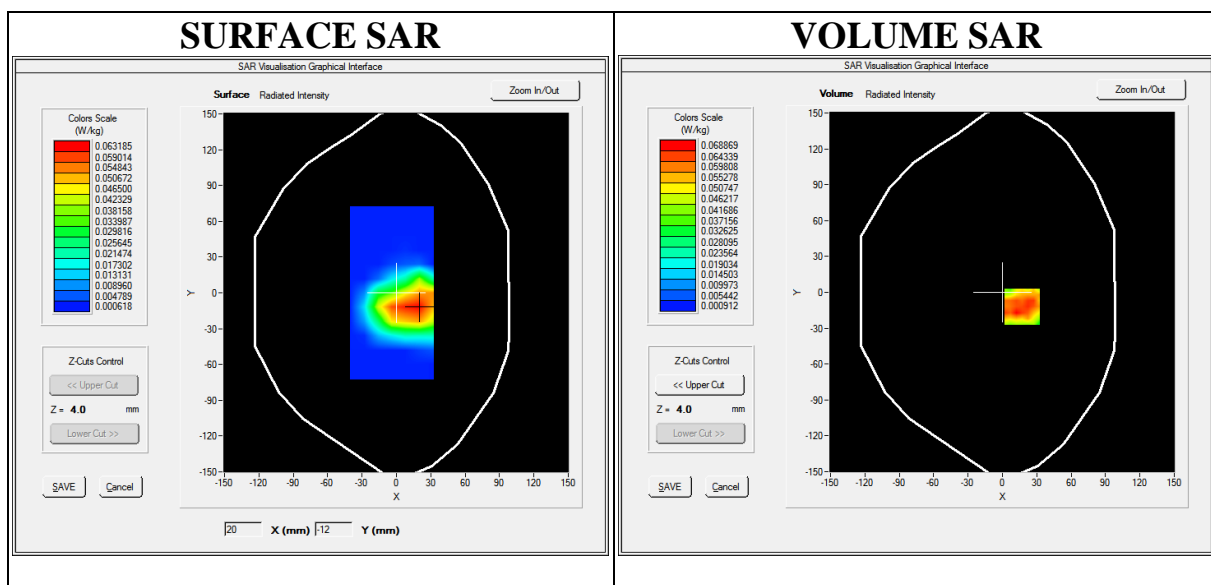 SURFACE SAR
SAR Visualisation Graphical Interface
Surface Radiated Intensity
Zoom In/Out
Colors Scale
(W/kg)
0.063185
0.059014
0.054843
0.050672
0.046500
0.042329
0.038158
0.033987
0.029816
0.025645
0.021474
0.017302
0.013131
0.008960
0.004789
0.000618
Z-Cuts Control
<< Upper Cut
Z = 4.0 mm
Lower Cut >>
SAVE Cancel
150
120
90
60
30
0
-30
-60
-90
-120
-150
Y
-150 -120 -90 -60 -30 0 30 60 90 120 150
X
20 X (mm) -12 Y (mm)
VOLUME SAR
SAR Visualisation Graphical Interface
Volume Radiated Intensity
Zoom In/Out
Colors Scale
(W/kg)
0.068869
0.064339
0.059808
0.055278
0.050747
0.046217
0.041686
0.037156
0.032625
0.028095
0.023564
0.019034
0.014503
0.009973
0.005442
0.000912
Z-Cuts Control
<< Upper Cut
Z = 4.0 mm
Lower Cut >>
SAVE Cancel
150
120
90
60
30
0
-30
-60
-90
-120
-150
Y
-150 -120 -90 -60 -30 0 30 60 90 120 150
X